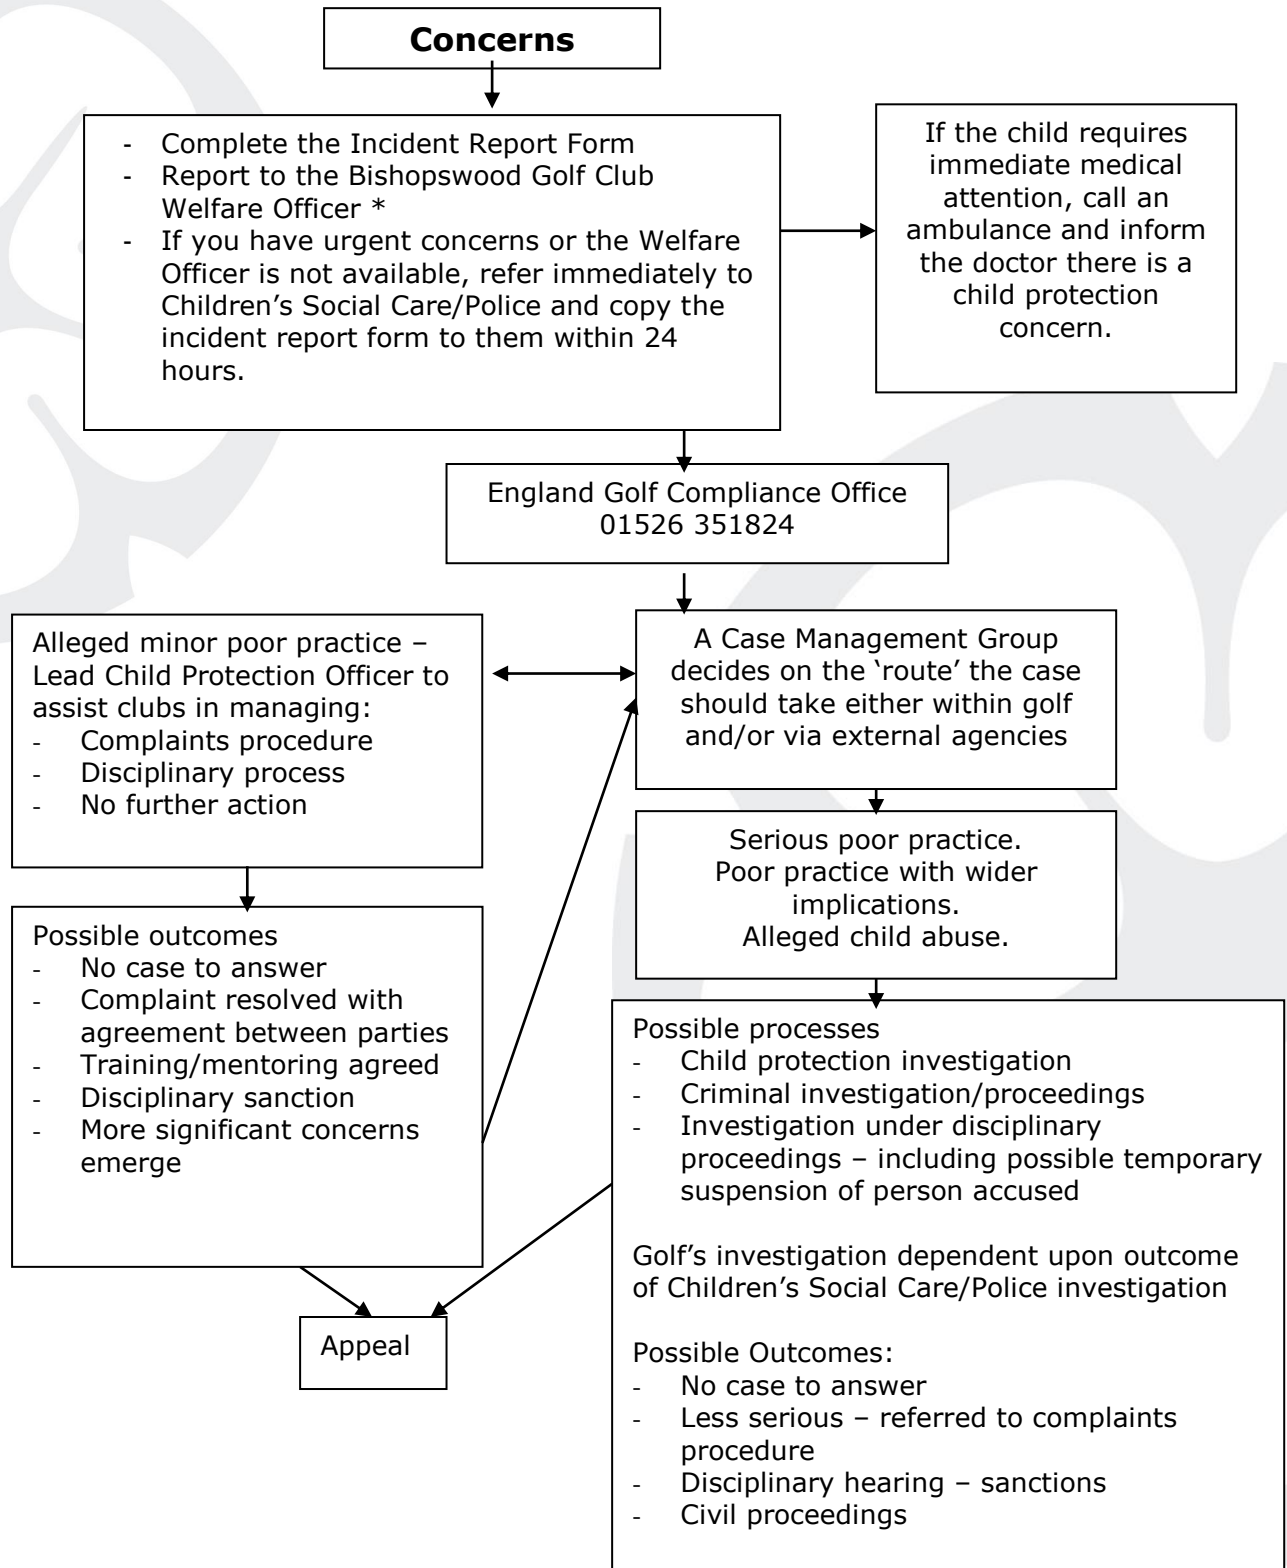 Concerns
- Complete the Incident Report Form
- Report to the Bishopswood Golf Club
Welfare Officer *
- If you have urgent concerns or the Welfare
Officer is not available, refer immediately to
Children’s Social Care/Police and copy the
incident report form to them within 24
hours.
If the child requires
immediate medical
attention, call an
ambulance and inform
the doctor there is a
child protection
concern.
England Golf Compliance Office
01526 351824
Alleged minor poor practice –
Lead Child Protection Officer to
assist clubs in managing:
- Complaints procedure
- Disciplinary process
- No further action
A Case Management Group
decides on the ‘route’ the case
should take either within golf
and/or via external agencies
Serious poor practice.
Poor practice with wider
implications.
Alleged child abuse.
Possible outcomes
- No case to answer
- Complaint resolved with
agreement between parties
- Training/mentoring agreed
- Disciplinary sanction
- More significant concerns
emerge
Possible processes
- Child protection investigation
- Criminal investigation/proceedings
- Investigation under disciplinary
proceedings – including possible temporary
suspension of person accused
Golf’s investigation dependent upon outcome
of Children’s Social Care/Police investigation
Possible Outcomes:
- No case to answer
- Less serious – referred to complaints
procedure
- Disciplinary hearing – sanctions
- Civil proceedings
Appeal